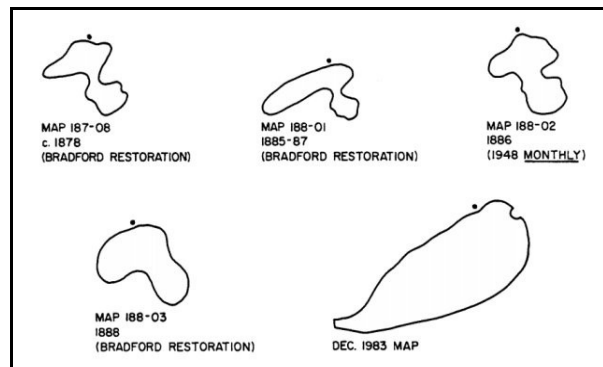 MAP 187-08
c. 1878
(BRADFORD RESTORATION)
MAP 188-01
1885-87
(BRADFORD RESTORATION)
MAP 188-02
1886
(1948 MONTHLY)
MAP 188-03
1888
(BRADFORD RESTORATION)
DEC. 1983 MAP